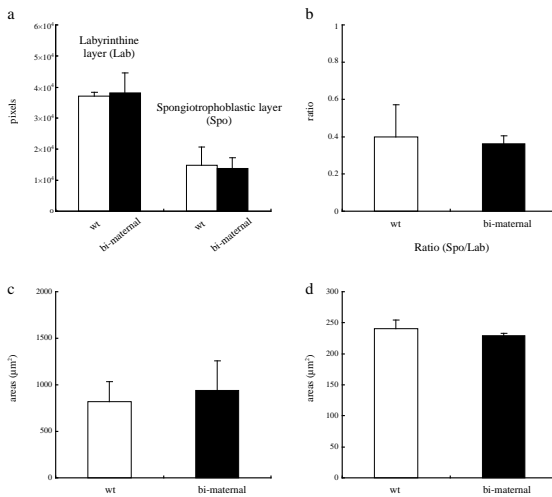 a
6×10⁴
5×10⁴
4×10⁴
3×10⁴
2×10⁴
1×10⁴
0
pixels
Labyrinthine
layer (Lab)
Spongiotrophoblastic layer
(Spo)
wt
bi-maternal
wt
bi-maternal
b
1
0.8
0.6
0.4
0.2
0
ratio
wt
bi-maternal
Ratio (Spo/Lab)
c
2000
1500
1000
500
0
areas (µm²)
wt
bi-maternal
d
300
250
200
150
100
50
0
areas (µm²)
wt
bi-maternal